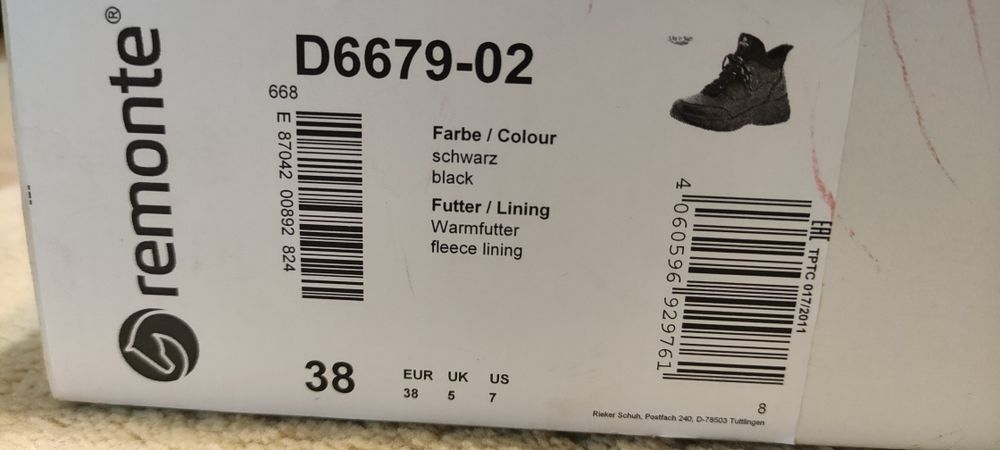 remonte®
D6679-02
668
E 87042 00892 824
Farbe / Colour
schwarz
black
Futter / Lining
Warmfutter
fleece lining
4 060596 929761
EAC TPTC 017/2011
38
EUR UK US
38 5 7
8
Rieker Schuh, Postfach 240, D-78503 Tuttlingen